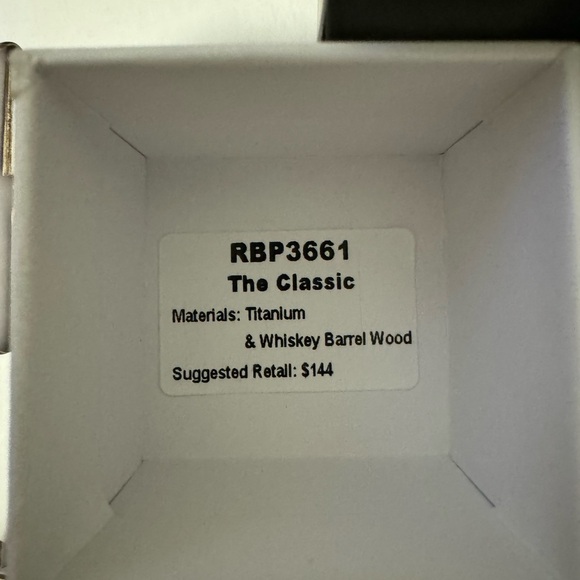 RBP3661
The Classic
Materials: Titanium
& Whiskey Barrel Wood
Suggested Retail: $144